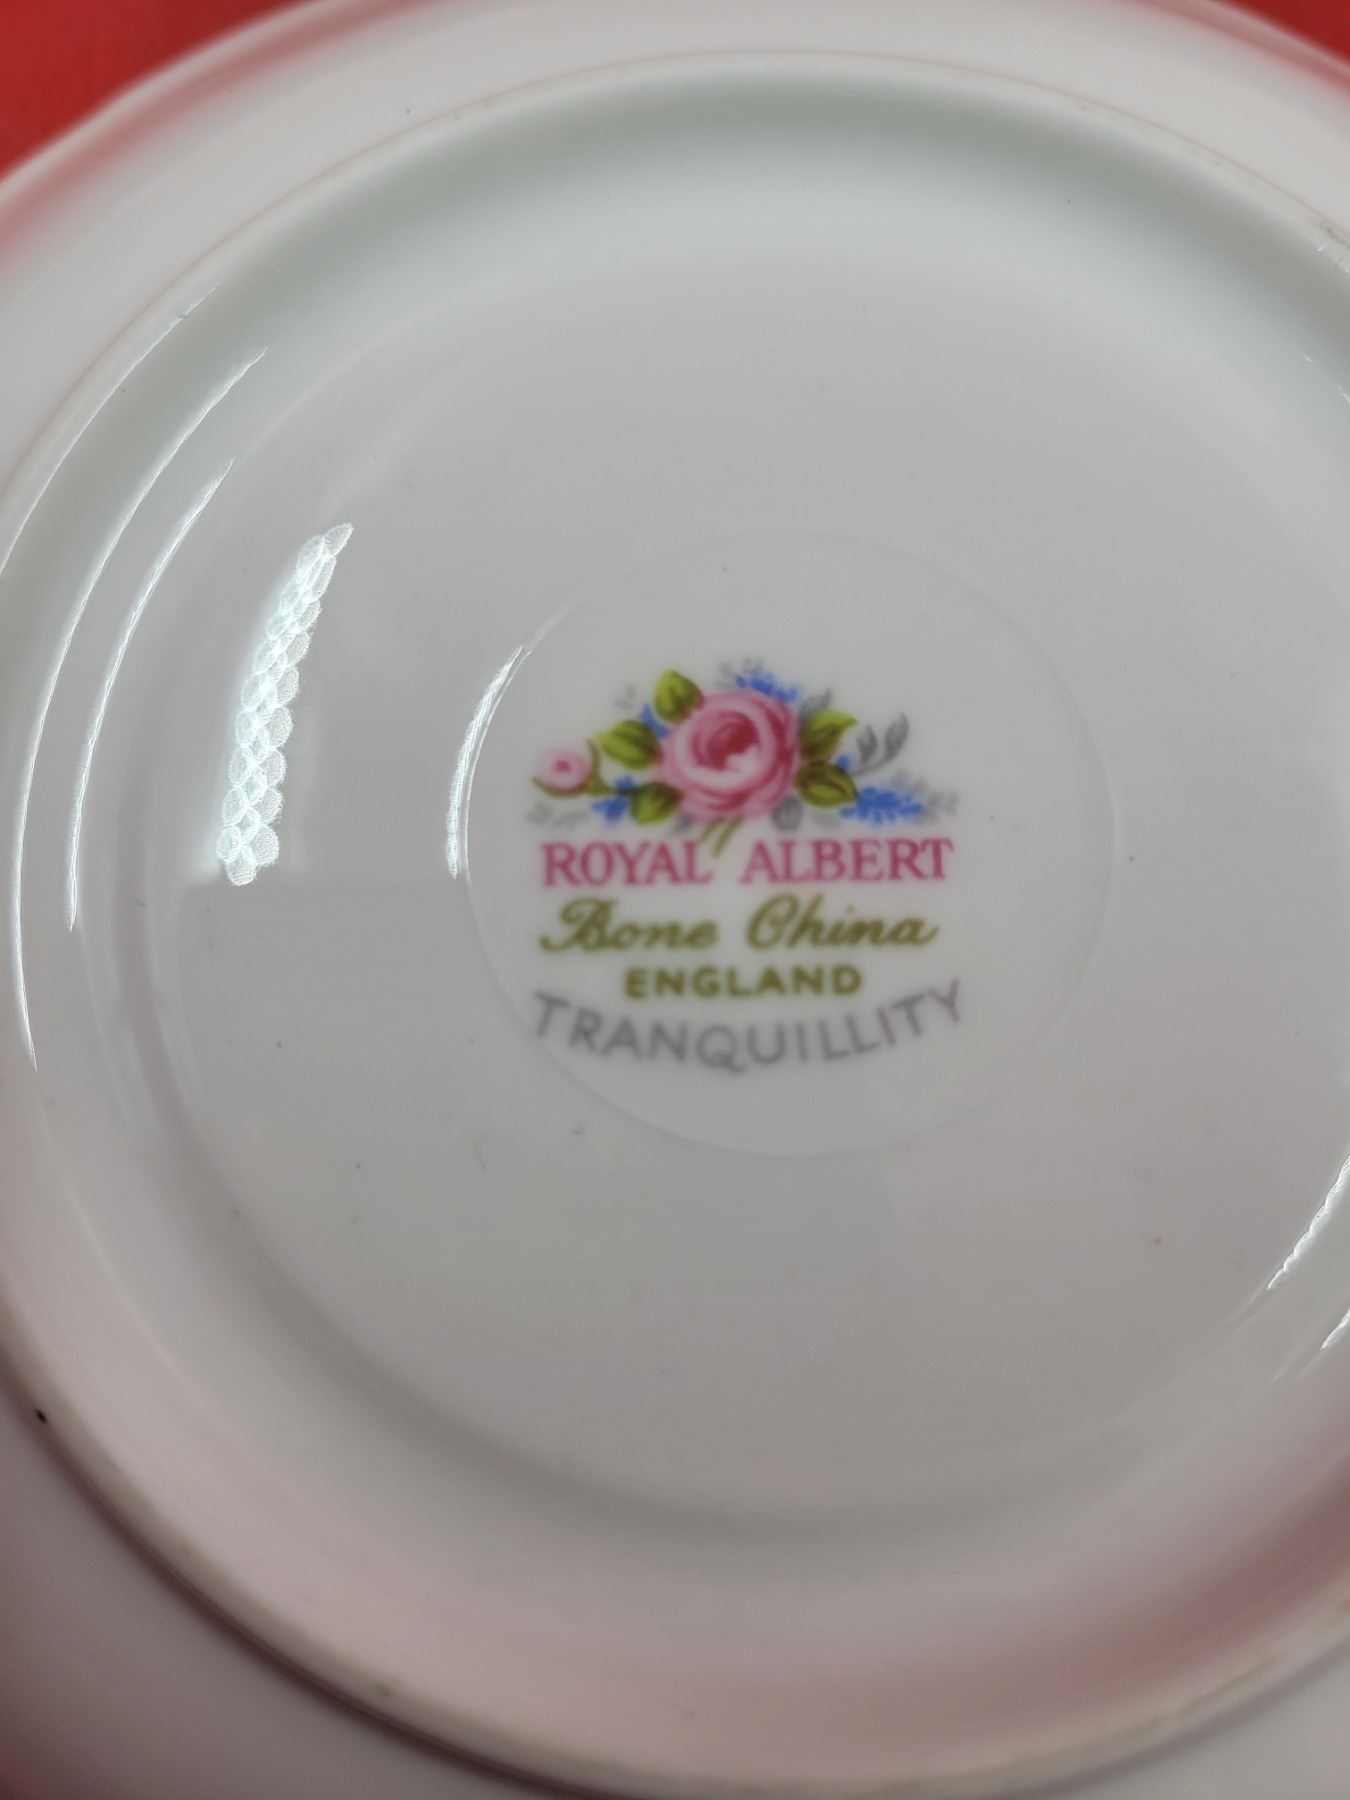 ROYAL ALBERT
Bone China
ENGLAND
TRANQUILLITY